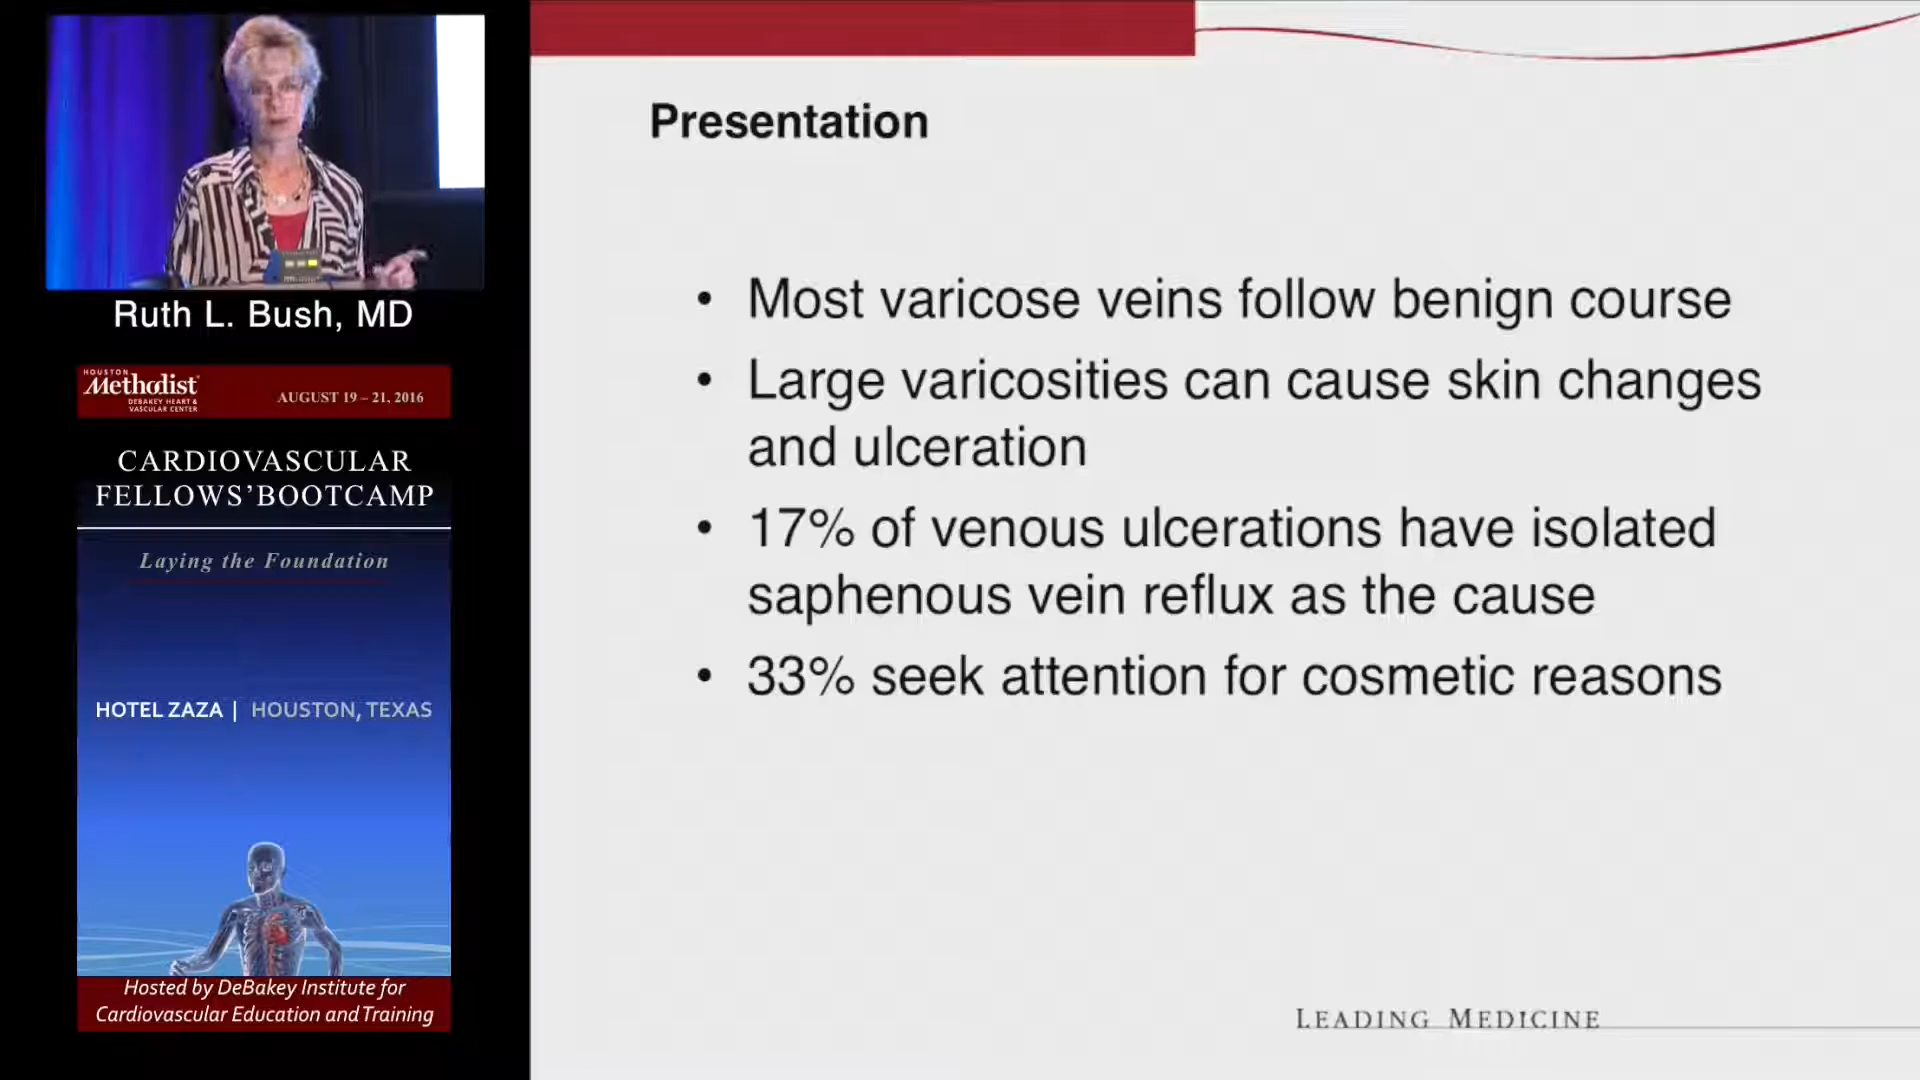 Ruth L. Bush, MD
HOUSTON
Methodist
DEBAKEY HEART &
VASCULAR CENTER
AUGUST 19 – 21, 2016
CARDIOVASCULAR
FELLOWS'BOOTCAMP
Laying the Foundation
HOTEL ZAZA | HOUSTON, TEXAS
Hosted by DeBakey Institute for
Cardiovascular Education and Training
Presentation
• Most varicose veins follow benign course
• Large varicosities can cause skin changes
and ulceration
• 17% of venous ulcerations have isolated
saphenous vein reflux as the cause
• 33% seek attention for cosmetic reasons
LEADING MEDICINE